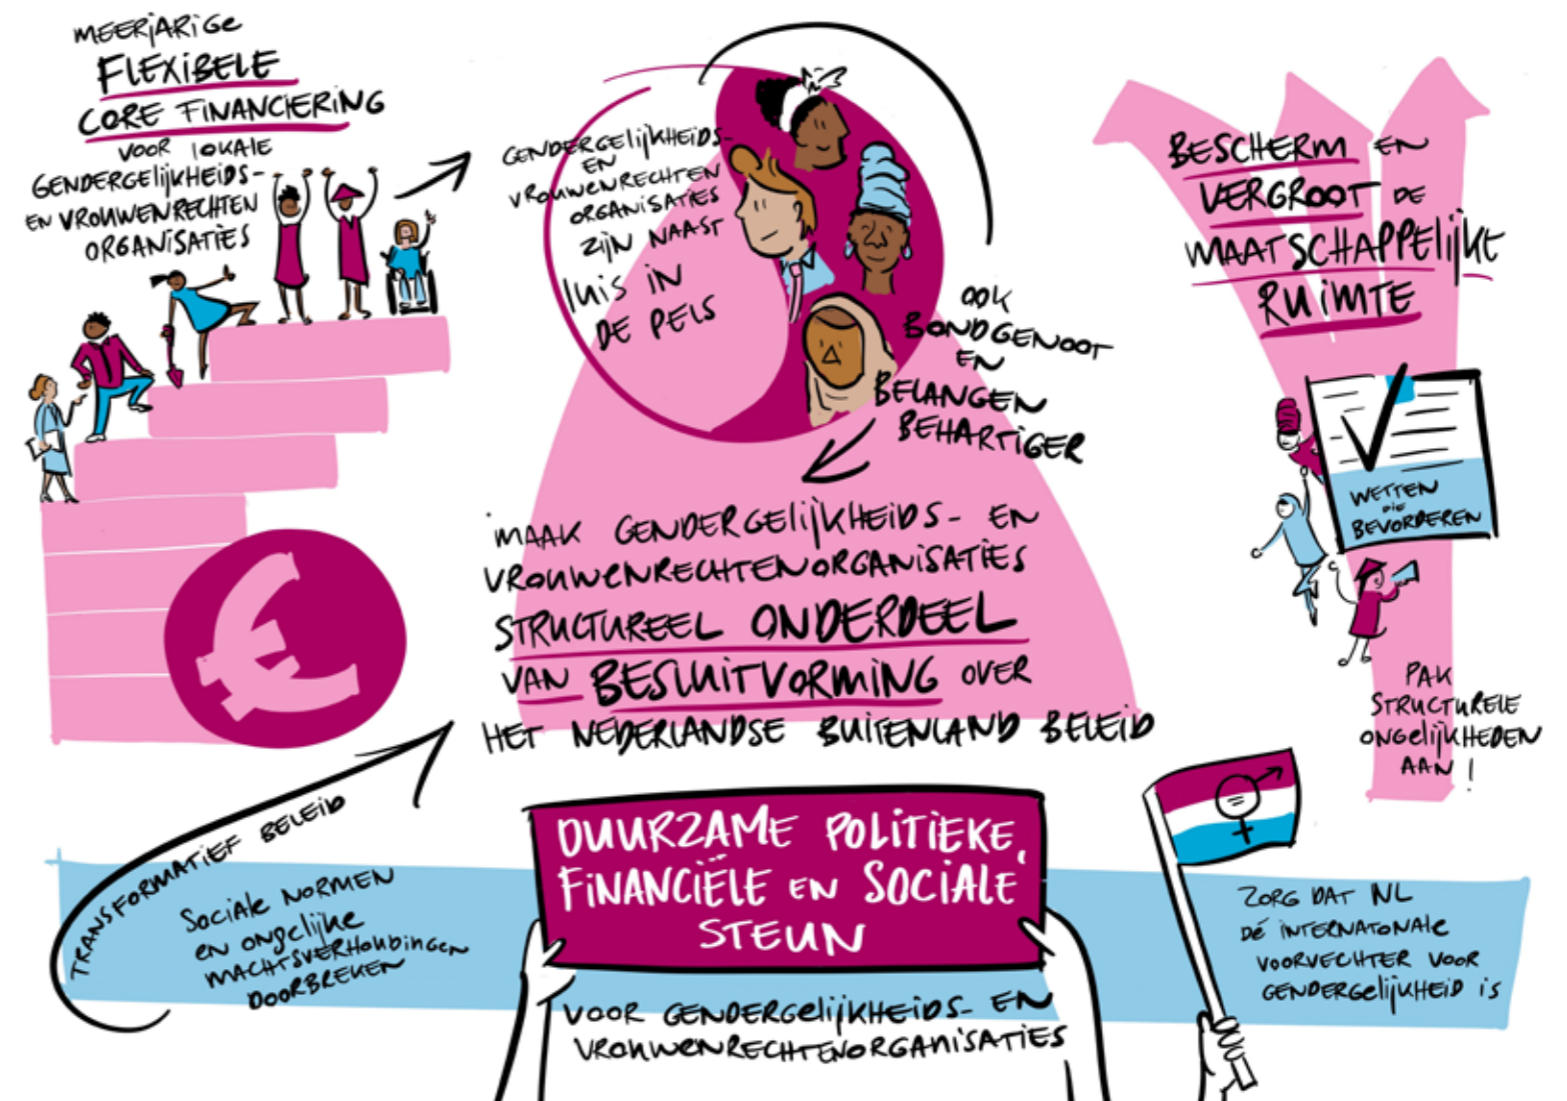 MEERJARIGE
FLEXIBELE
CORE FINANCIERING
VOOR LOKALE
GENDERGELIJKHEIDS-
EN VROUWENRECHTEN
ORGANISATIES
GENDERGELIJKHEIDS-
EN
VROUWENRECHTEN
ORGANISATIES
ZIJN NAAST
LUIS IN
DE PELS
OOK
BONDGENOOT
EN
BELANGEN
BEHARTIGER
MAAK GENDERGELIJKHEIDS- EN
VROUWENRECHTENORGANISATIES
STRUCTUREEL ONDERDEEL
VAN BESLUITVORMING OVER
HET NEDERLANDSE BUITENLAND BELEID
BESCHERM EN
VERGROOT DE
MAATSCHAPPELIJKE
RUIMTE
WETTEN
DIE
BEVORDEREN
PAK
STRUCTURELE
ONGELIJKHEDEN
AAN!
€
TRANSFORMATIEF BELEID
SOCIALE NORMEN
EN ONGELIJKE
MACHTSVERHOUDINGEN
DOORBREKEN
DUURZAME POLITIEKE,
FINANCIËLE EN SOCIALE
STEUN
VOOR GENDERGELIJKHEIDS- EN
VROUWENRECHTENORGANISATIES
ZORG DAT NL
DÉ INTERNATONALE
VOORVECHTER VOOR
GENDERGELIJKHEID IS